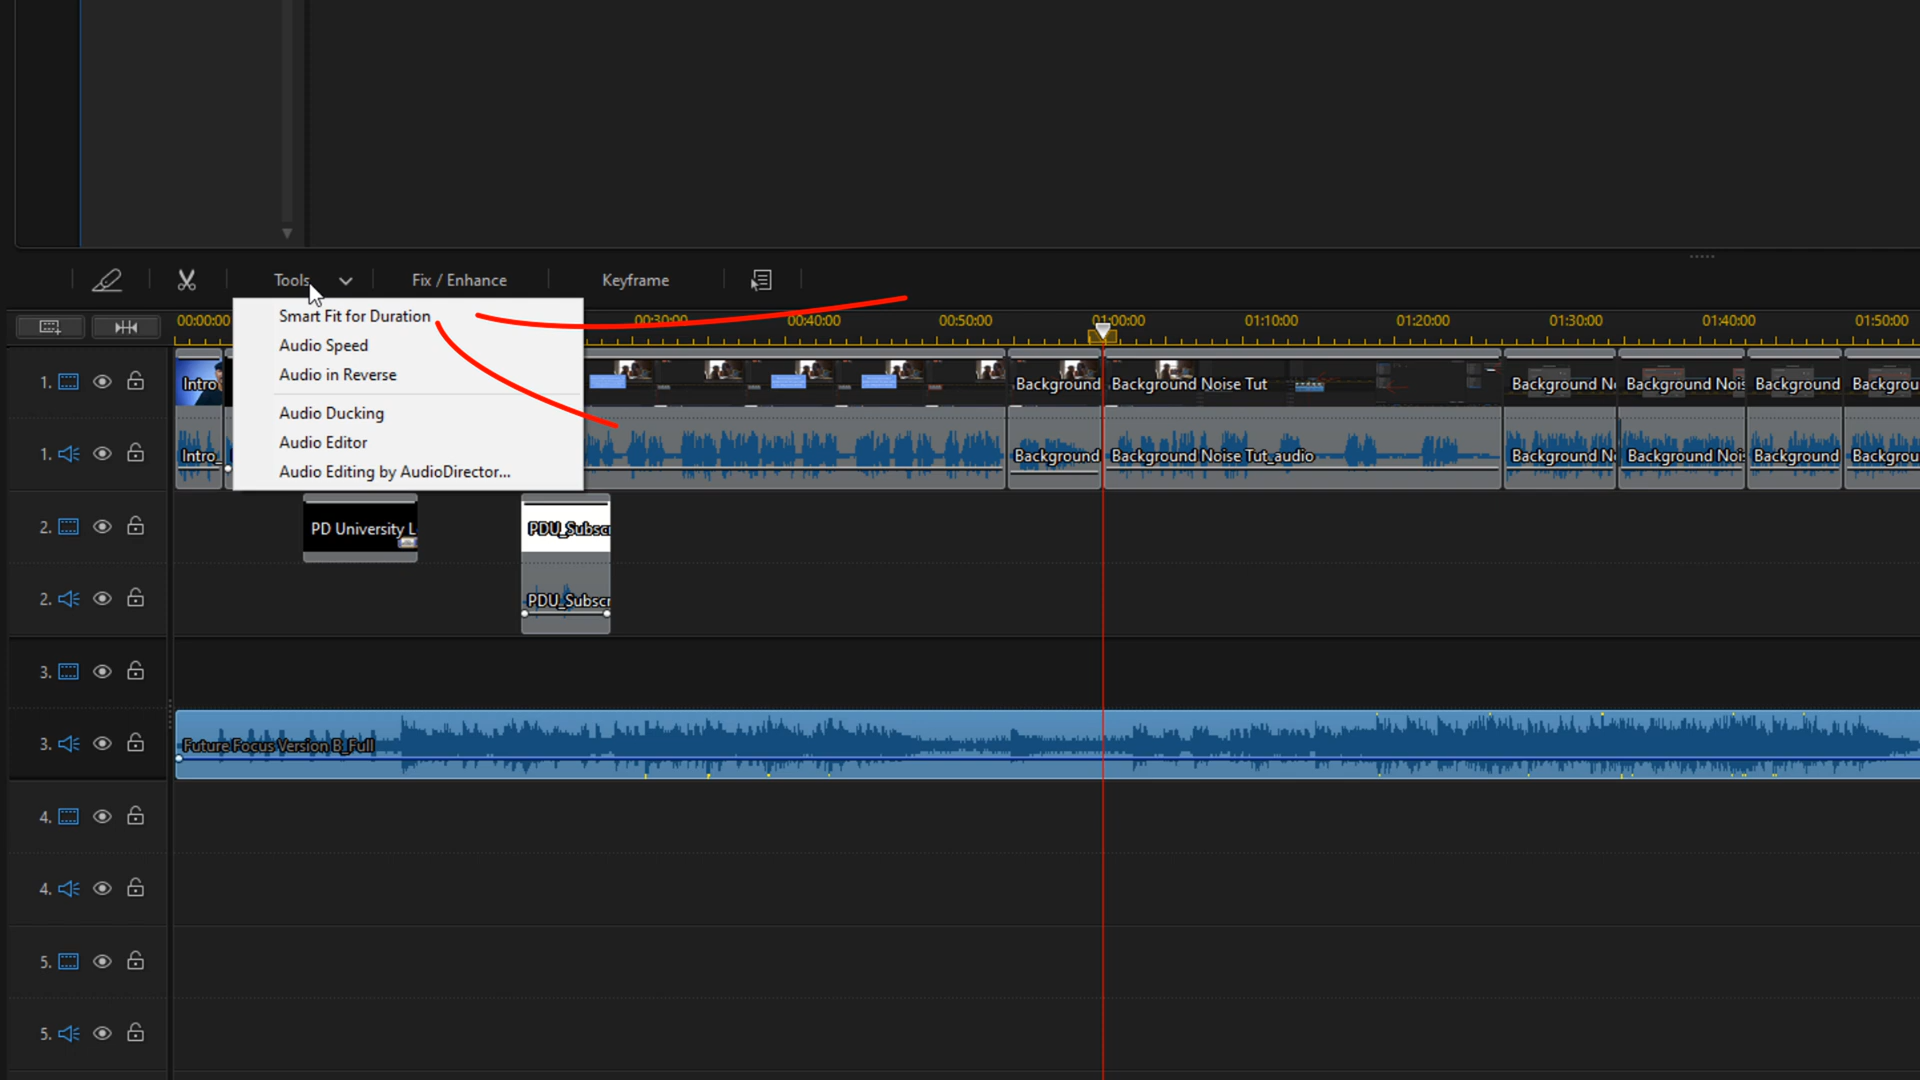 Tools
Fix / Enhance
Keyframe
Smart Fit for Duration
Audio Speed
Audio in Reverse
Audio Ducking
Audio Editor
Audio Editing by AudioDirector...
00:00:00 00:30:00 00:40:00 00:50:00 01:00:00 01:10:00 01:20:00 01:30:00 01:40:00 01:50:00
1. Intro Background Background Noise Tut Background N Background Nois Background Backgrou
1. Intro_ Background Background Noise Tut_audio Background N Background Noi Background Backgrou
2. PD University L PDU_Subscr
2. PDU_Subscr
3.
3. Future Focus Version B_Full
4.
4.
5.
5.